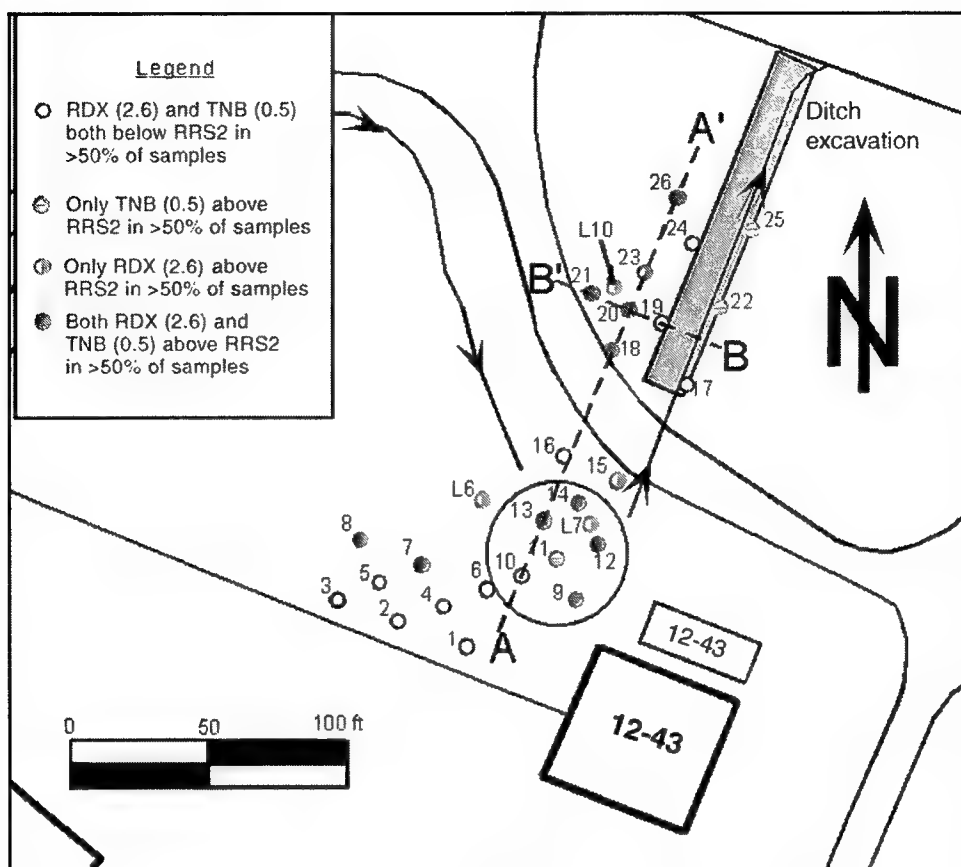 Legend
RDX (2.6) and TNB (0.5)
both below RRS2 in
>50% of samples
Only TNB (0.5) above
RRS2 in >50% of samples
Only RDX (2.6) above
RRS2 in >50% of samples
Both RDX (2.6) and
TNB (0.5) above RRS2
in >50% of samples
Ditch
excavation
A'
26
24
25
L10
23
B'
21
20
19
22
18
B
17
N
16
15
L6
14
13
L7
8
7
11
12
10
6
5
9
3
4
2
1
A
12-43
12-43
0
50
100 ft